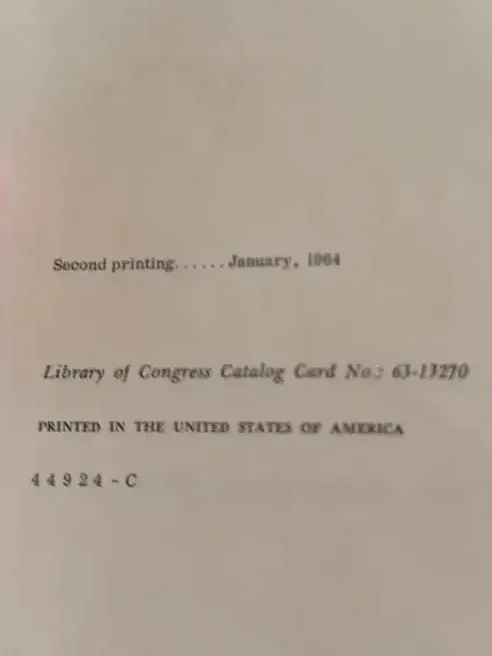 Second printing......January, 1964
Library of Congress Catalog Card No.: 63-13270
PRINTED IN THE UNITED STATES OF AMERICA
44924-C